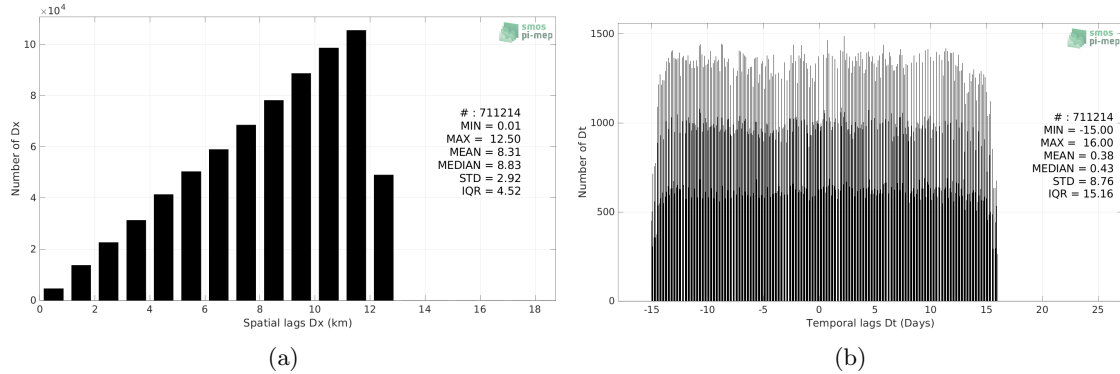 ×10⁴
10
8
6
4
2
0
Number of Dx
0 2 4 6 8 10 12 14 16 18
Spatial lags Dx (km)
smos
pi-mep
# : 711214
MIN = 0.01
MAX = 12.50
MEAN = 8.31
MEDIAN = 8.83
STD = 2.92
IQR = 4.52
(a)
1500
1000
500
0
Number of Dt
-15 -10 -5 0 5 10 15 20 25
Temporal lags Dt (Days)
smos
pi-mep
# : 711214
MIN = -15.00
MAX = 16.00
MEAN = 0.38
MEDIAN = 0.43
STD = 8.76
IQR = 15.16
(b)